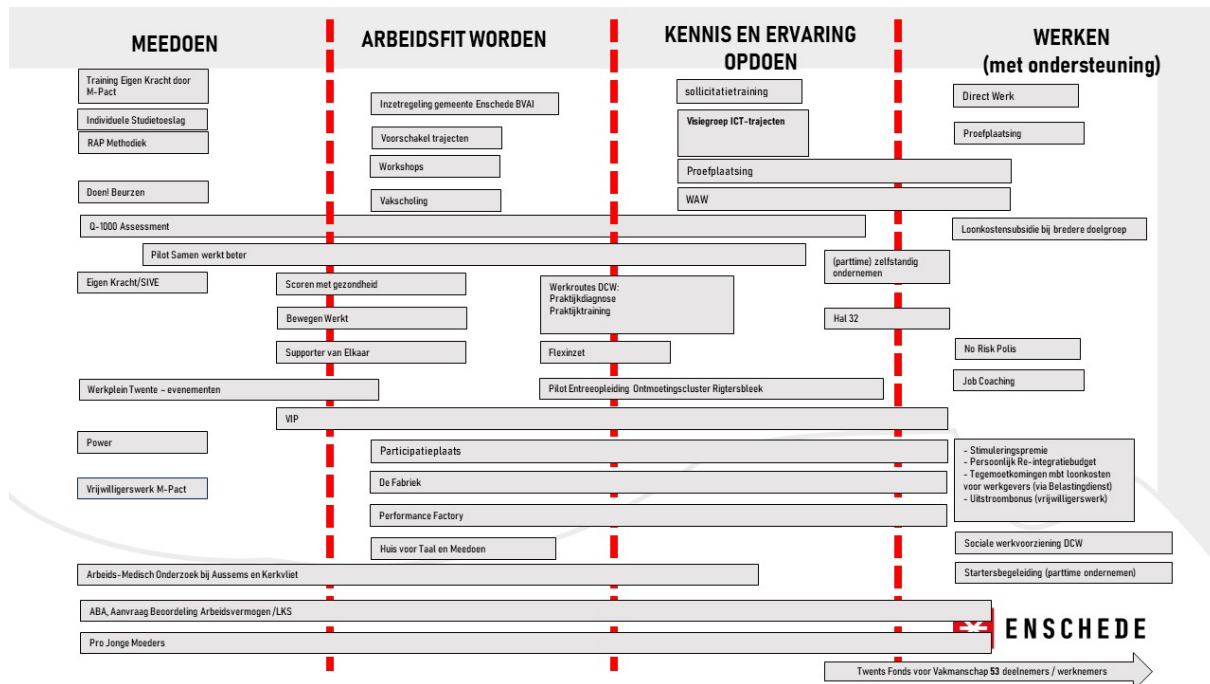 MEEDOEN
ARBEIDSFIT WORDEN
KENNIS EN ERVARING
OPDOEN
WERKEN
(met ondersteuning)
Training Eigen Kracht door
M-Pact
Individuele Studietoeslag
RAP Methodiek
Doen! Beurzen
Inzetregeling gemeente Enschede BVAI
Voorschakel trajecten
Workshops
Vakscholing
sollicitatietraining
Visiegroep ICT-trajecten
Proefplaatsing
WAW
Direct Werk
Proefplaatsing
Q-1000 Assessment
Loonkostensubsidie bij bredere doelgroep
Pilot Samen werkt beter
(parttime) zelfstandig
ondernemen
Eigen Kracht/SIVE
Scoren met gezondheid
Werkroutes DCW:
Praktijkdiagnose
Praktijktraining
Bewegen Werkt
Hal 32
Supporter van Elkaar
Flexinzet
No Risk Polis
Werkplein Twente – evenementen
Pilot Entreeopleiding Ontmoetingscluster Rigtersbleek
Job Coaching
VIP
Power
Participatieplaats
- Stimuleringspremie
- Persoonlijk Re-integratiebudget
- Tegemoetkomingen mbt loonkosten
voor werkgevers (via Belastingdienst)
- Uitstroombonus (vrijwilligerswerk)
Vrijwilligerswerk M-Pact
De Fabriek
Performance Factory
Huis voor Taal en Meedoen
Sociale werkvoorziening DCW
Arbeids-Medisch Onderzoek bij Aussems en Kerkvliet
Startersbegeleiding (parttime ondernemen)
ABA, Aanvraag Beoordeling Arbeidsvermogen /LKS
ENSCHEDE
Pro Jonge Moeders
Twents Fonds voor Vakmanschap 53 deelnemers / werknemers